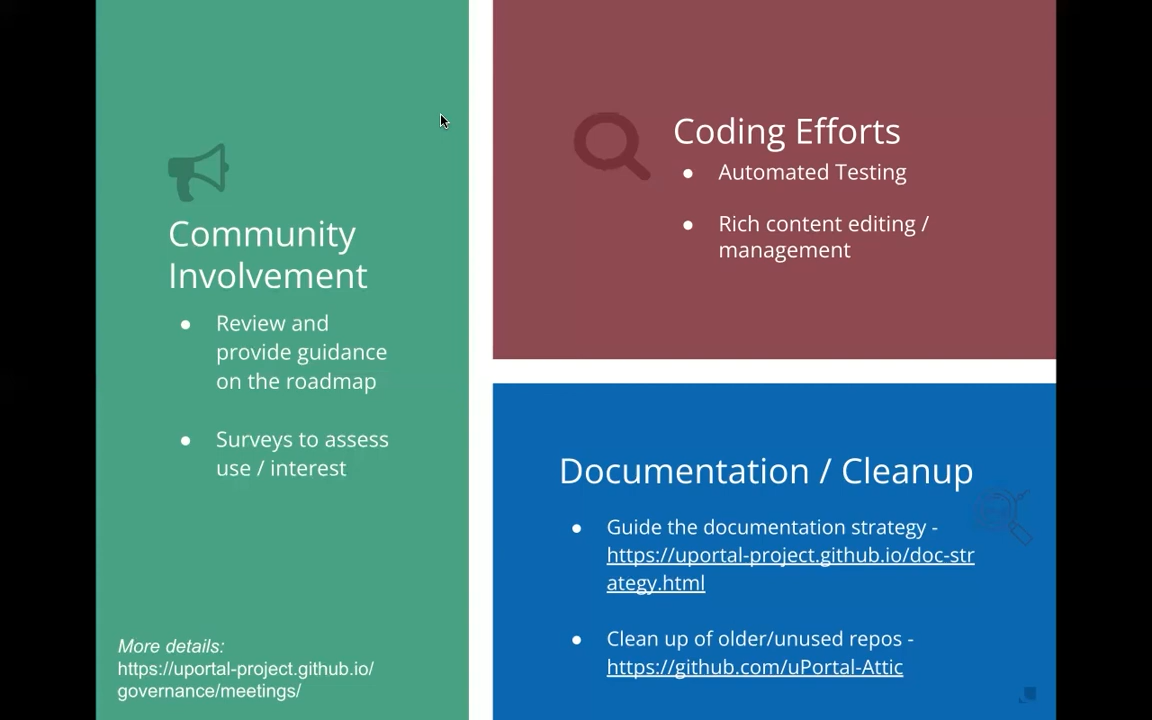 Community
Involvement
● Review and
provide guidance
on the roadmap
● Surveys to assess
use / interest
More details:
https://uportal-project.github.io/
governance/meetings/
Coding Efforts
● Automated Testing
● Rich content editing /
management
Documentation / Cleanup
● Guide the documentation strategy -
https://uportal-project.github.io/doc-str
ategy.html
● Clean up of older/unused repos -
https://github.com/uPortal-Attic